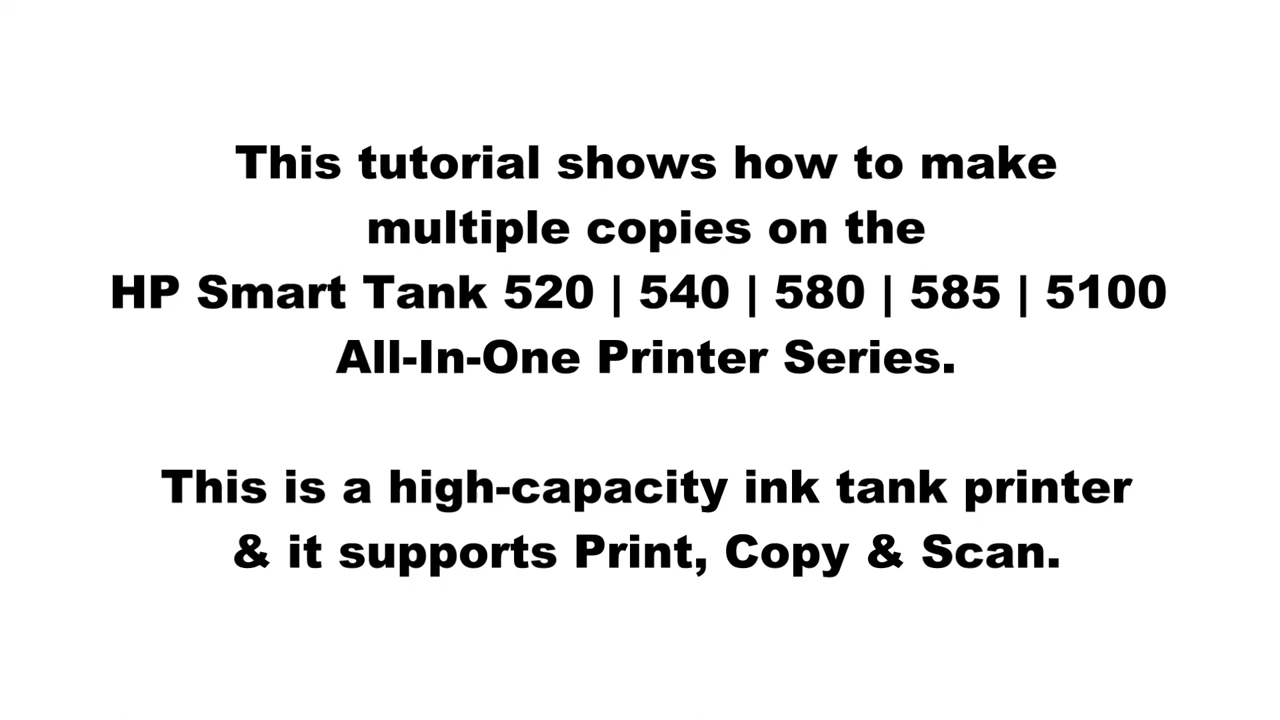 This tutorial shows how to make
multiple copies on the
HP Smart Tank 520 | 540 | 580 | 585 | 5100
All-In-One Printer Series.
This is a high-capacity ink tank printer
& it supports Print, Copy & Scan.